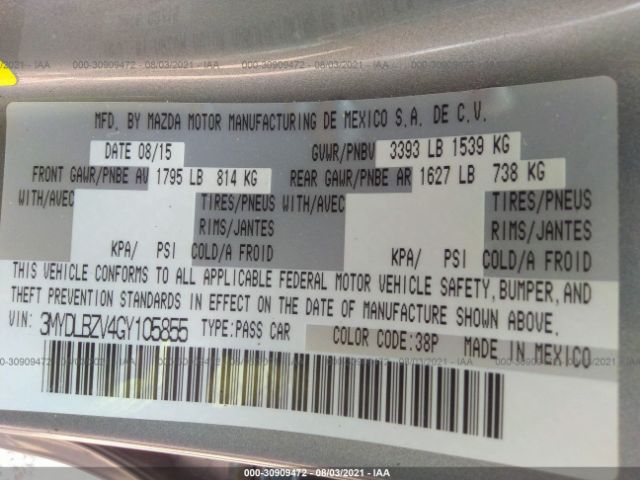 000-30909472 - 08/03/2021 - IAA
MFD. BY MAZDA MOTOR MANUFACTURING DE MEXICO S.A. DE C.V.
DATE 08/15 GVWR/PNBV 3393 LB 1539 KG
FRONT GAWR/PNBE AV 1795 LB 814 KG REAR GAWR/PNBE AR 1627 LB 738 KG
WITH/AVEC TIRES/PNEUS WITH/AVEC TIRES/PNEUS
RIMS/JANTES RIMS/JANTES
KPA/ PSI COLD/A FROID KPA/ PSI COLD/A FROID
THIS VEHICLE CONFORMS TO ALL APPLICABLE FEDERAL MOTOR VEHICLE SAFETY, BUMPER, AND
THEFT PREVENTION STANDARDS IN EFFECT ON THE DATE OF MANUFACTURE SHOWN ABOVE.
VIN: 3MYDLBZV4GY105855 TYPE:PASS CAR COLOR CODE:38P MADE IN MEXICO
000-30909472 - 08/03/2021 - IAA